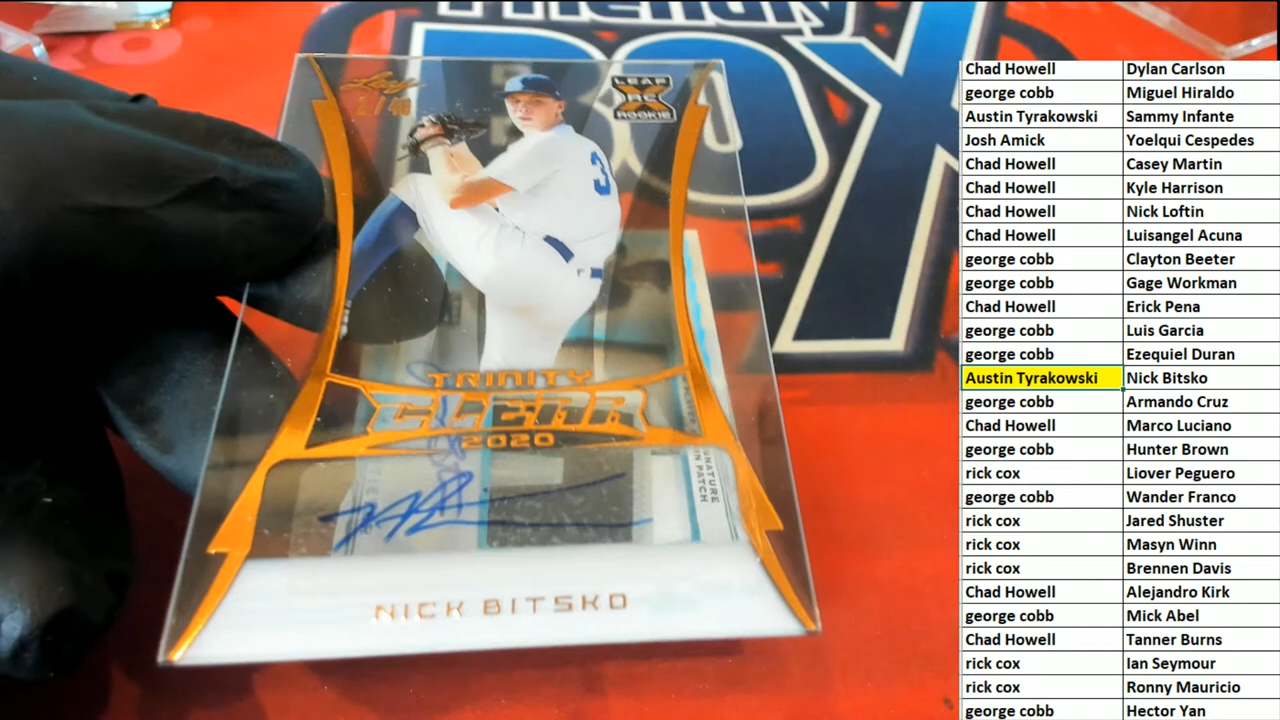 Friendly
BOX
Leaf
LEAF
RC
ROOKIE
3
TRINITY
CLEAR
2020
NICK BITSKO
Chad Howell Dylan Carlson
george cobb Miguel Hiraldo
Austin Tyrakowski Sammy Infante
Josh Amick Yoelqui Cespedes
Chad Howell Casey Martin
Chad Howell Kyle Harrison
Chad Howell Nick Loftin
Chad Howell Luisangel Acuna
george cobb Clayton Beeter
george cobb Gage Workman
Chad Howell Erick Pena
george cobb Luis Garcia
george cobb Ezequiel Duran
Austin Tyrakowski Nick Bitsko
george cobb Armando Cruz
Chad Howell Marco Luciano
george cobb Hunter Brown
rick cox Liover Peguero
george cobb Wander Franco
rick cox Jared Shuster
rick cox Masyn Winn
rick cox Brennen Davis
Chad Howell Alejandro Kirk
george cobb Mick Abel
Chad Howell Tanner Burns
rick cox Ian Seymour
rick cox Ronny Mauricio
george cobb Hector Yan